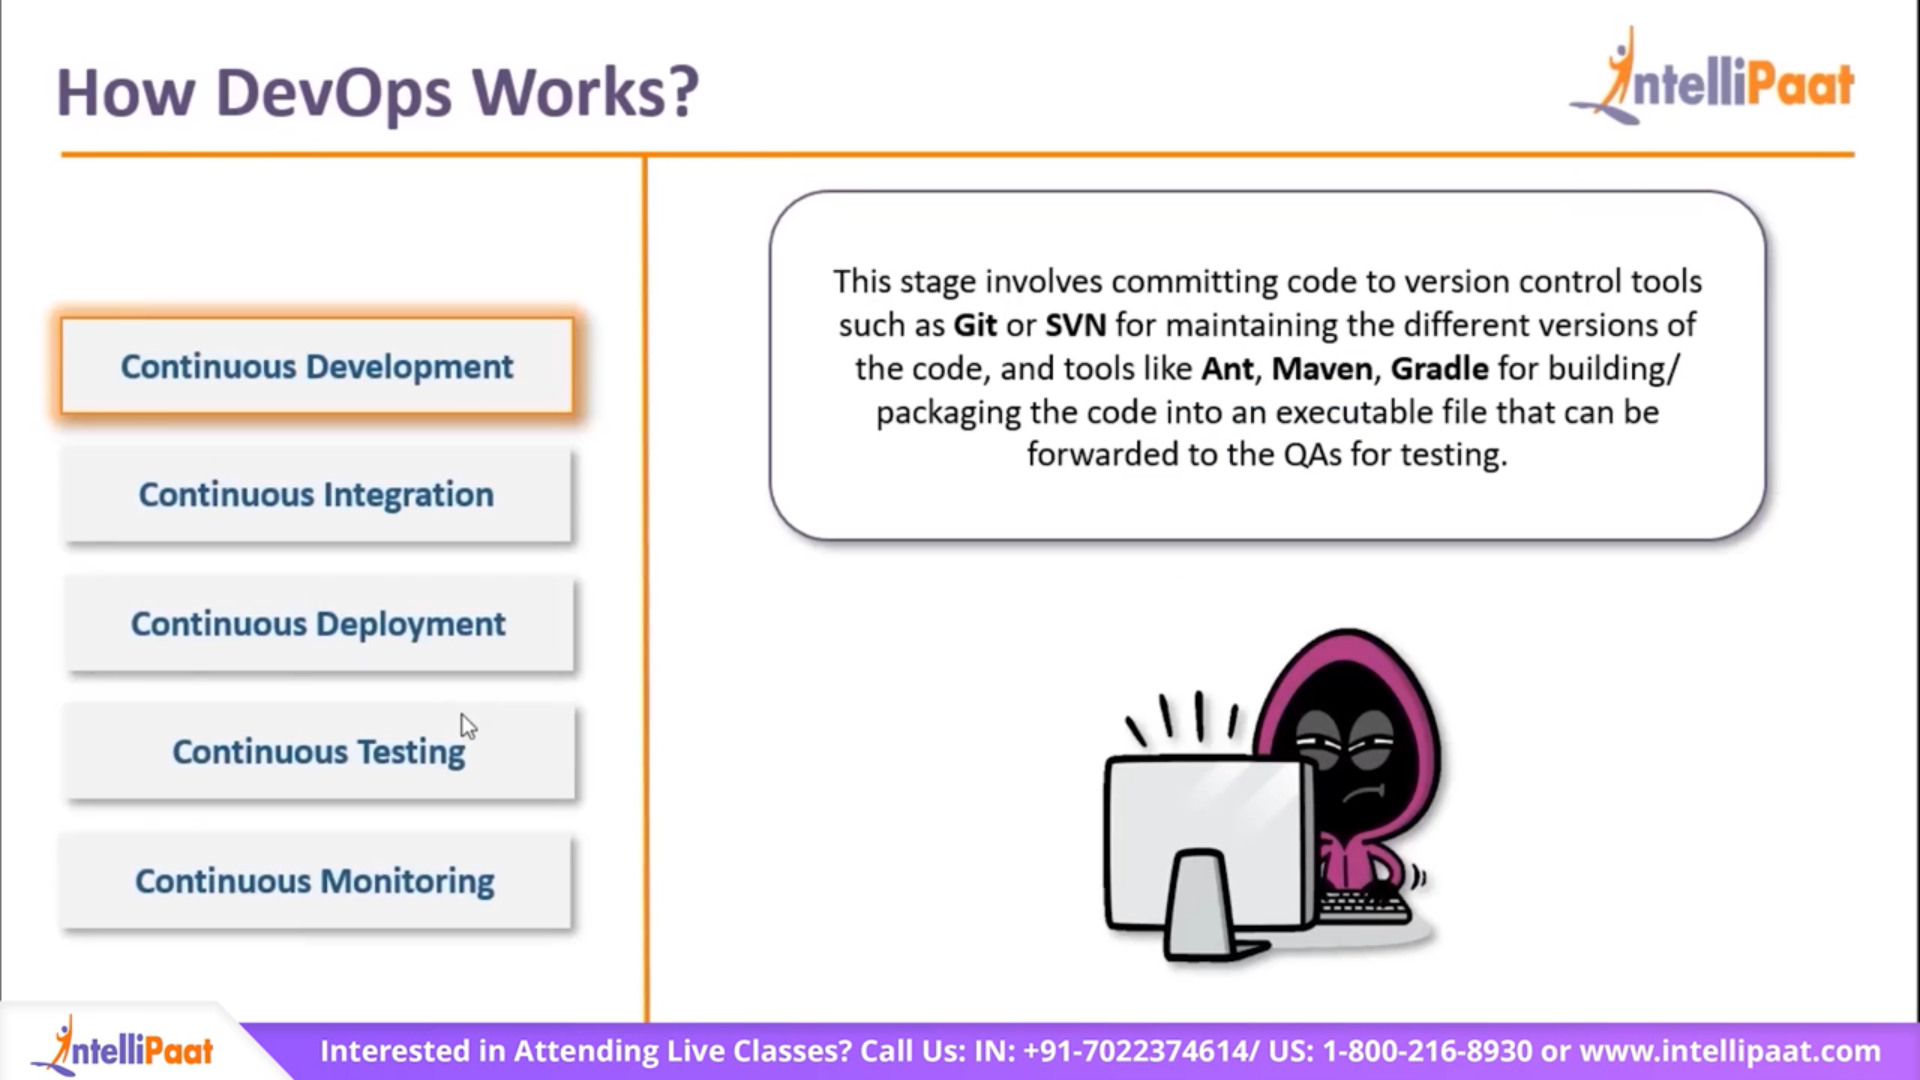 How DevOps Works?
IntelliPaat
Continuous Development
Continuous Integration
Continuous Deployment
Continuous Testing
Continuous Monitoring
This stage involves committing code to version control tools
such as Git or SVN for maintaining the different versions of
the code, and tools like Ant, Maven, Gradle for building/
packaging the code into an executable file that can be
forwarded to the QAs for testing.
IntelliPaat
Interested in Attending Live Classes? Call Us: IN: +91-7022374614/ US: 1-800-216-8930 or www.intellipaat.com